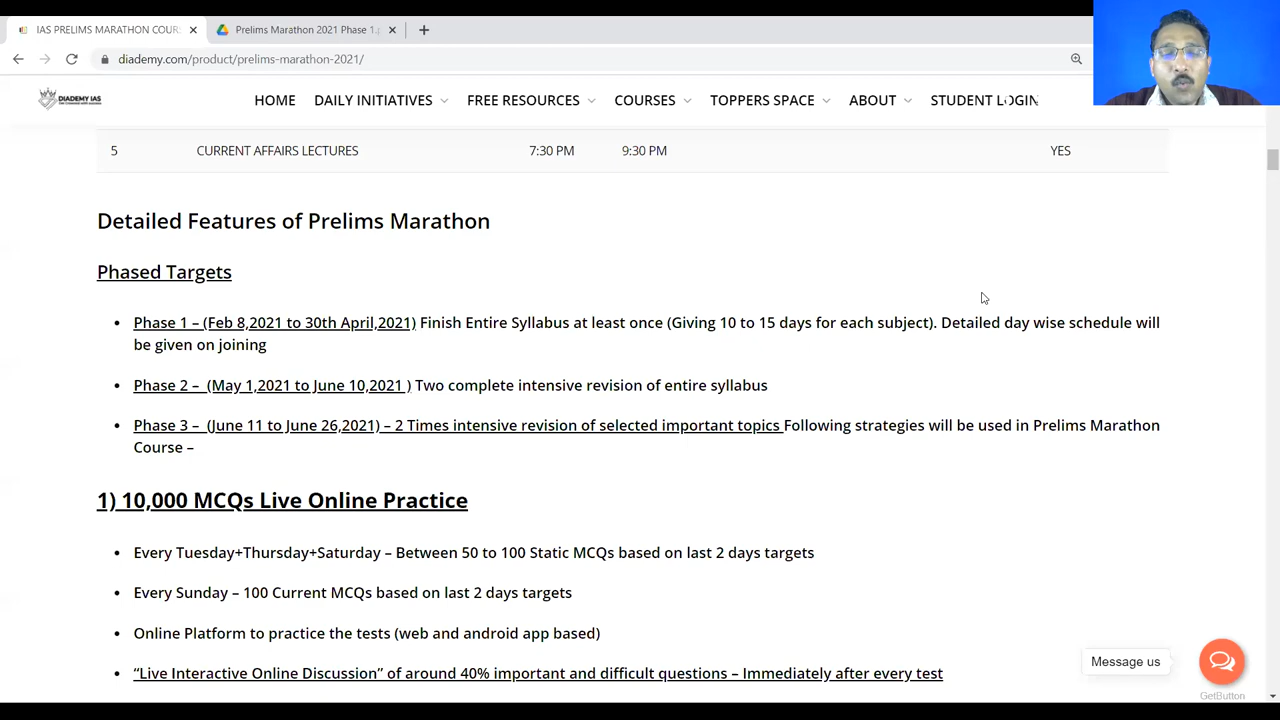 IAS PRELIMS MARATHON COUR
Prelims Marathon 2021 Phase 1.p
diademy.com/product/prelims-marathon-2021/
DIADEMY IAS
HOME DAILY INITIATIVES FREE RESOURCES COURSES TOPPERS SPACE ABOUT STUDENT LOGIN
5 CURRENT AFFAIRS LECTURES 7:30 PM 9:30 PM YES
Detailed Features of Prelims Marathon
Phased Targets
• Phase 1 – (Feb 8,2021 to 30th April,2021) Finish Entire Syllabus at least once (Giving 10 to 15 days for each subject). Detailed day wise schedule will
be given on joining
• Phase 2 – (May 1,2021 to June 10,2021 ) Two complete intensive revision of entire syllabus
• Phase 3 – (June 11 to June 26,2021) – 2 Times intensive revision of selected important topics Following strategies will be used in Prelims Marathon
Course –
1) 10,000 MCQs Live Online Practice
• Every Tuesday+Thursday+Saturday – Between 50 to 100 Static MCQs based on last 2 days targets
• Every Sunday – 100 Current MCQs based on last 2 days targets
• Online Platform to practice the tests (web and android app based)
• “Live Interactive Online Discussion” of around 40% important and difficult questions – Immediately after every test
Message us
GetButton